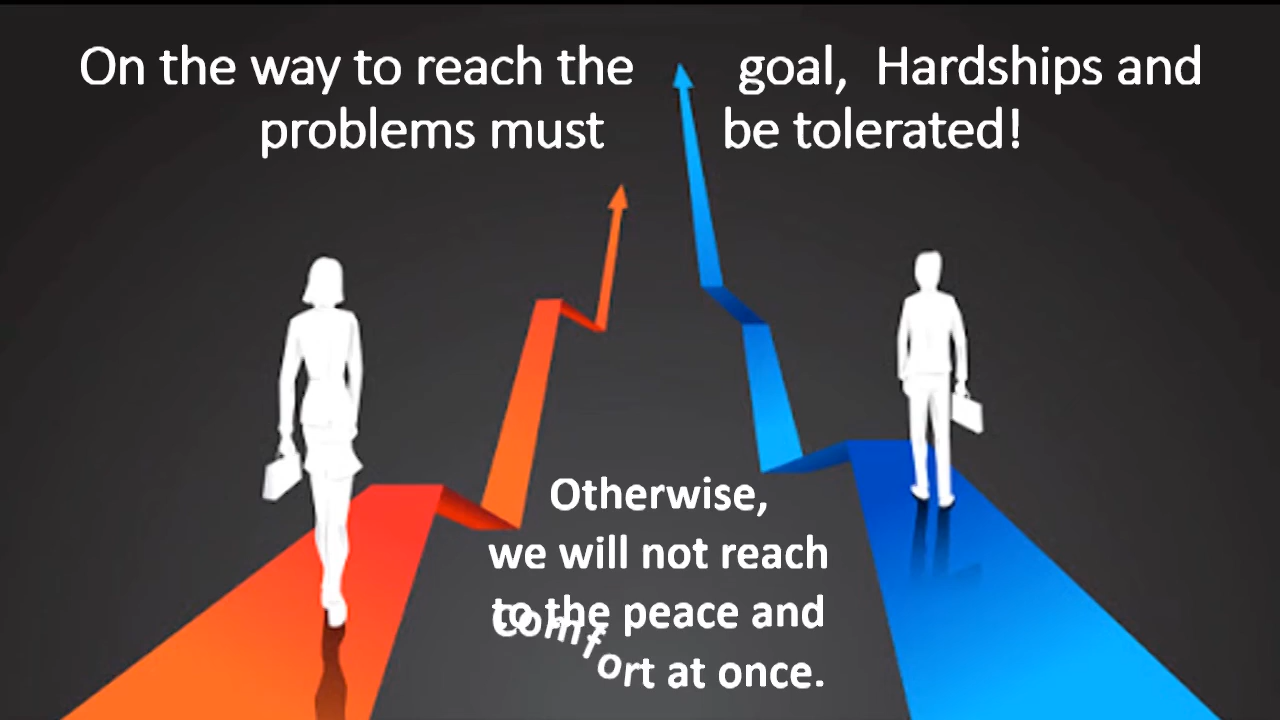 On the way to reach the goal, Hardships and
problems must be tolerated!
Otherwise,
we will not reach
to the peace and
comfort at once.